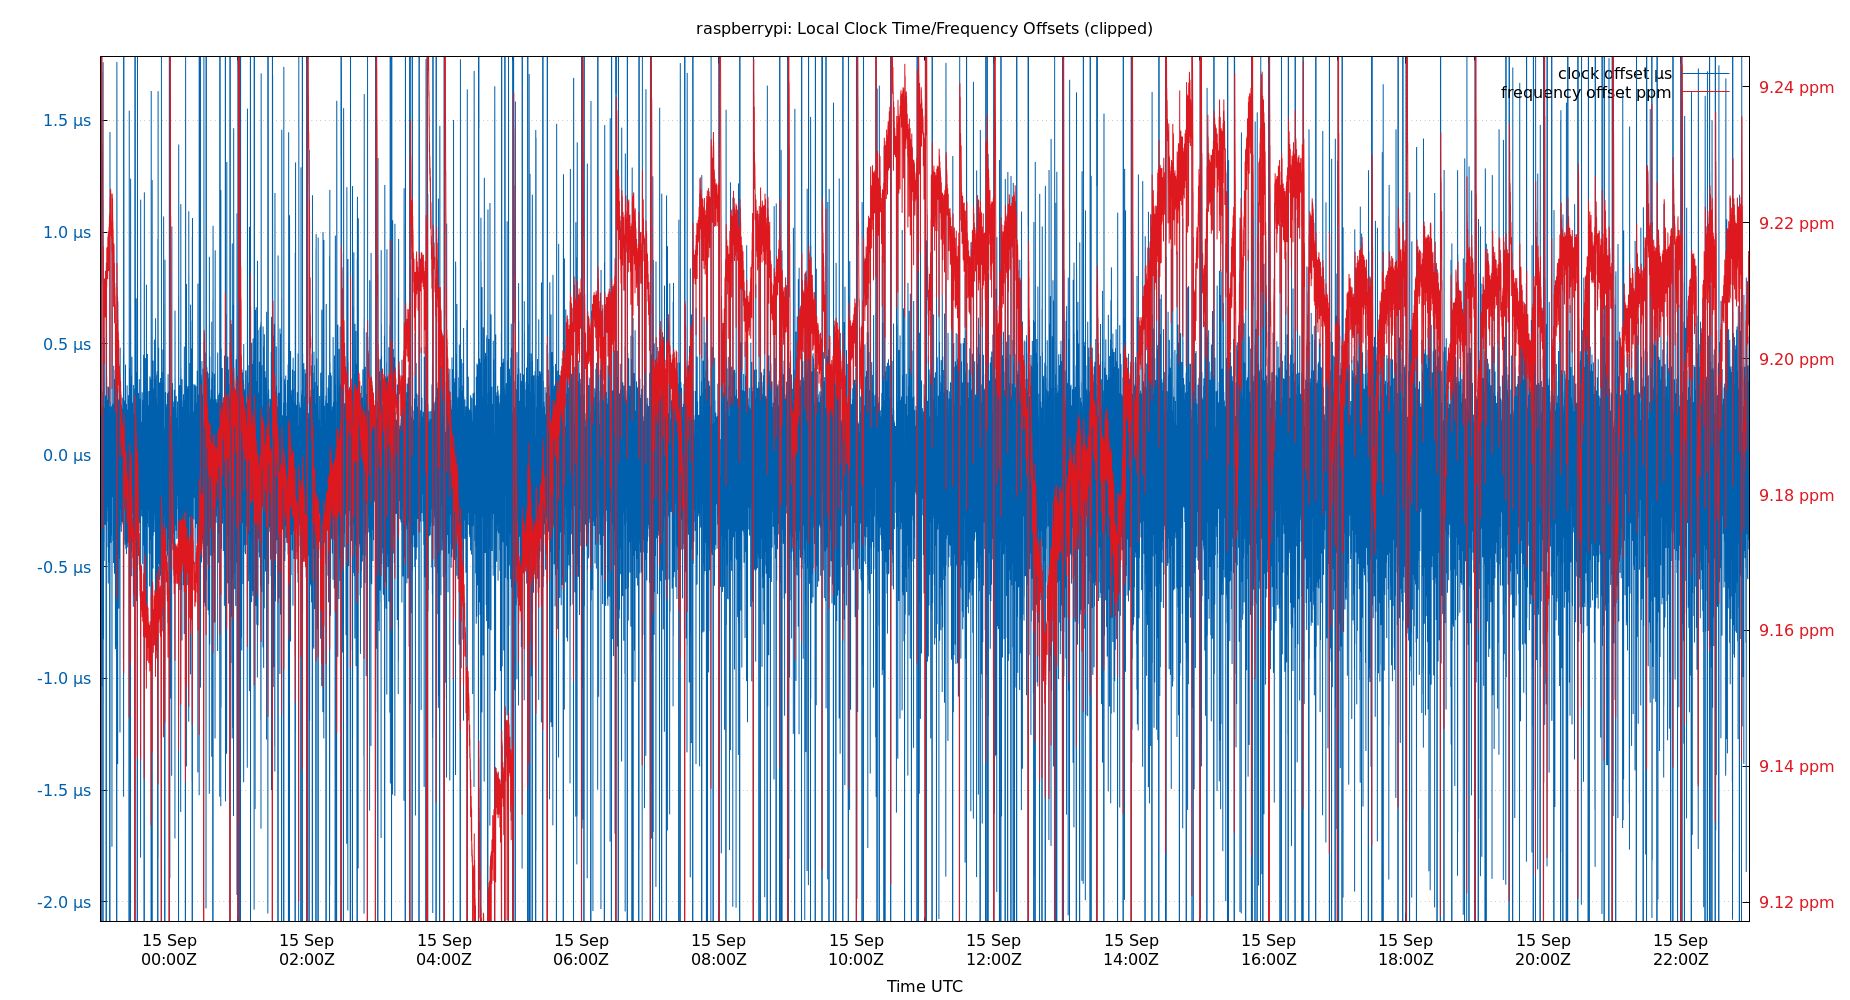 raspberrypi: Local Clock Time/Frequency Offsets (clipped)
clock offset µs
frequency offset ppm
1.5 µs
1.0 µs
0.5 µs
0.0 µs
-0.5 µs
-1.0 µs
-1.5 µs
-2.0 µs
9.24 ppm
9.22 ppm
9.20 ppm
9.18 ppm
9.16 ppm
9.14 ppm
9.12 ppm
15 Sep 15 Sep 15 Sep 15 Sep 15 Sep 15 Sep 15 Sep 15 Sep 15 Sep 15 Sep 15 Sep 15 Sep
00:00Z 02:00Z 04:00Z 06:00Z 08:00Z 10:00Z 12:00Z 14:00Z 16:00Z 18:00Z 20:00Z 22:00Z
Time UTC